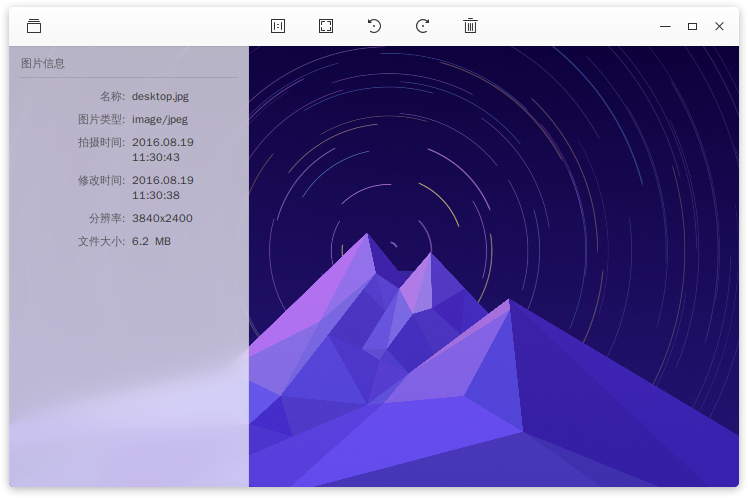 图片信息
名称: desktop.jpg
图片类型: image/jpeg
拍摄时间: 2016.08.19
11:30:43
修改时间: 2016.08.19
11:30:38
分辨率: 3840x2400
文件大小: 6.2 MB